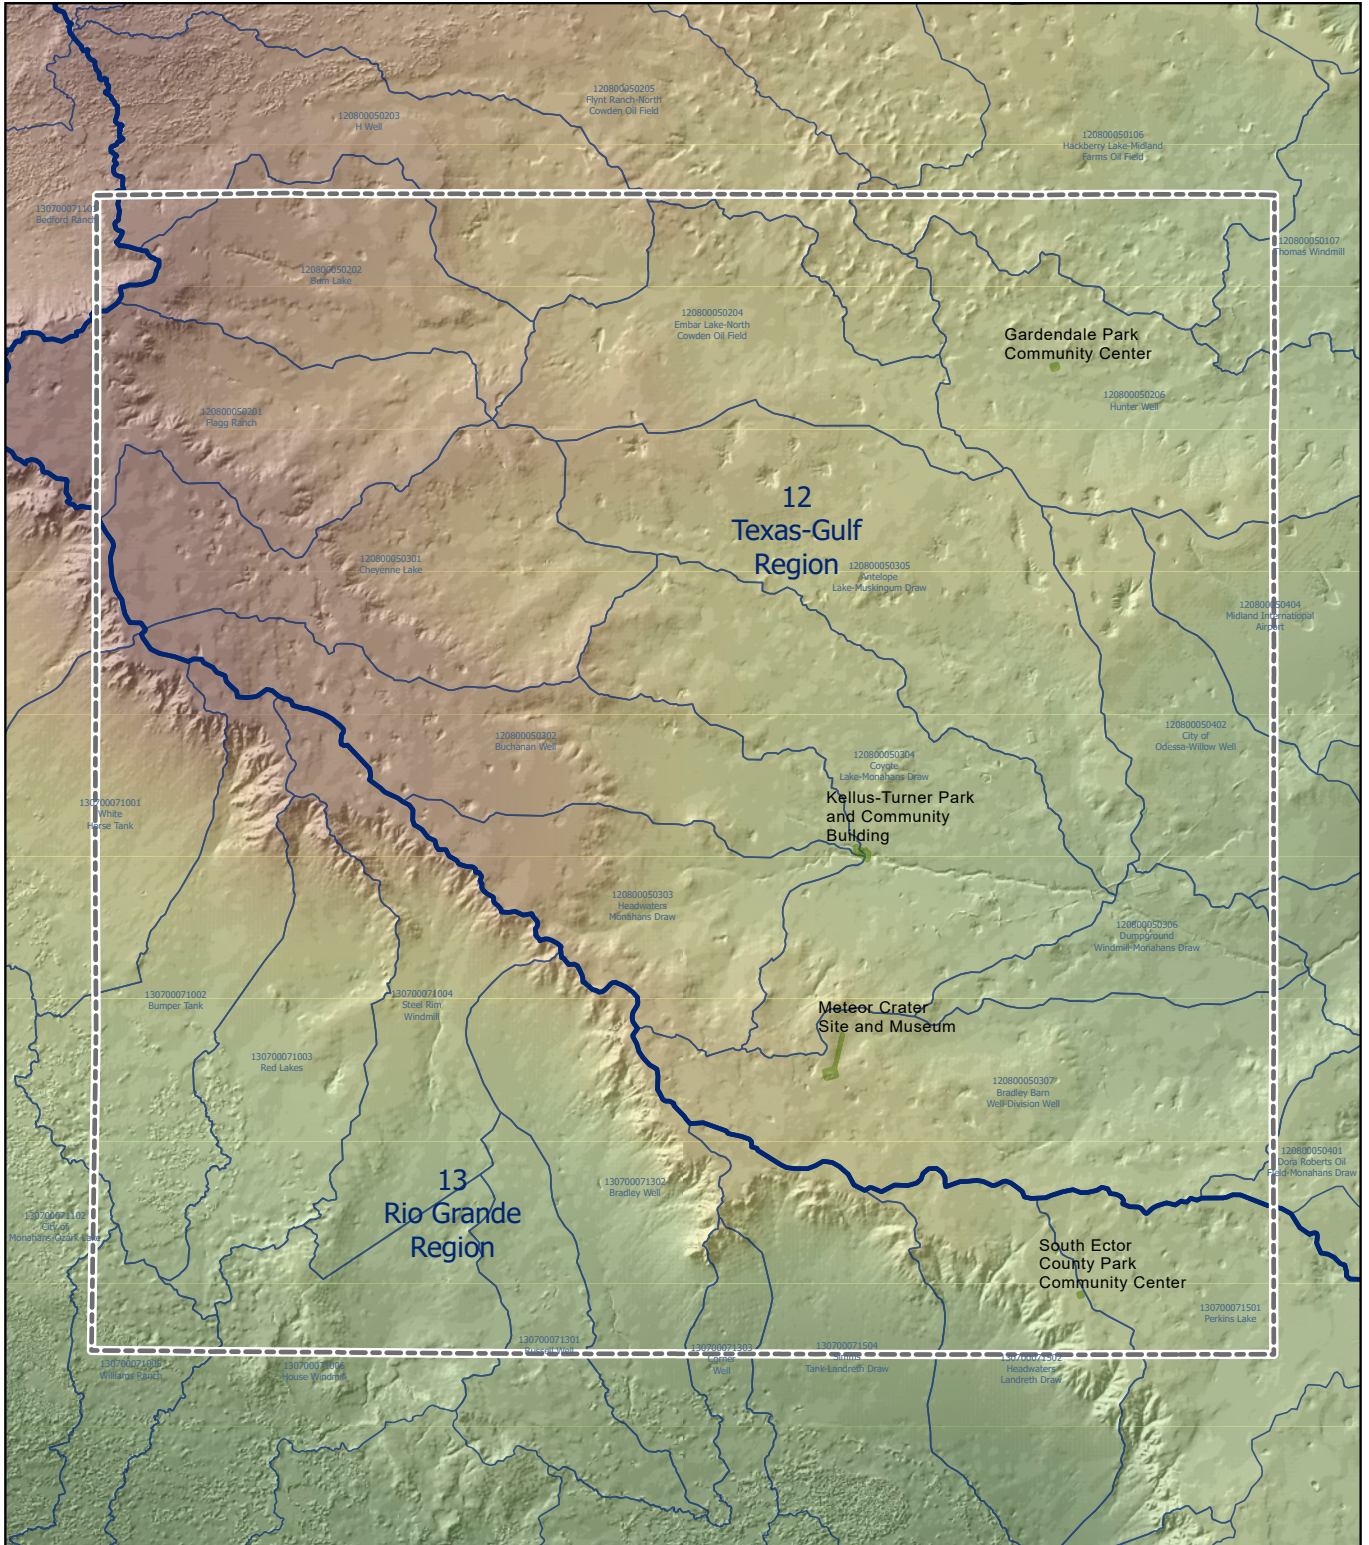 120800050205
Flynt Ranch-North
Cowden Oil Field
120800050203
H Well
120800050106
Hackberry Lake-Midland
Farms Oil Field
130700071101
Bedford Ranch
120800050107
Thomas Windmill
120800050202
Bum Lake
120800050204
Embar Lake-North
Cowden Oil Field
Gardendale Park
Community Center
120800050206
Hunter Well
120800050201
Flagg Ranch
12
Texas-Gulf
Region
120800050301
Cheyenne Lake
120800050305
Antelope
Lake-Muskingum Draw
120800050404
Midland International
Airport
120800050302
Buchanan Well
120800050402
City of
Odessa-Willow Well
120800050304
Coyote
Lake-Monahans Draw
Kellus-Turner Park
and Community
Building
130700071001
White
Horse Tank
120800050303
Headwaters
Monahans Draw
120800050306
Dumpground
Windmill-Monahans Draw
130700071002
Bumper Tank
130700071004
Steel Rim
Windmill
Meteor Crater
Site and Museum
130700071003
Red Lakes
120800050307
Bradley Barn
Well-Division Well
120800050401
Dora Roberts Oil
Field-Monahans Draw
13
Rio Grande
Region
130700071302
Bradley Well
130700071102
City of
Monahans-Ozark Lake
South Ector
County Park
Community Center
130700071501
Perkins Lake
130700071301
Russell Well
130700071303
Corner
Well
130700071504
Tank-Landreth Draw
130700071502
Headwaters
Landreth Draw
130700071005
Williams Ranch
130700071006
House Windmill